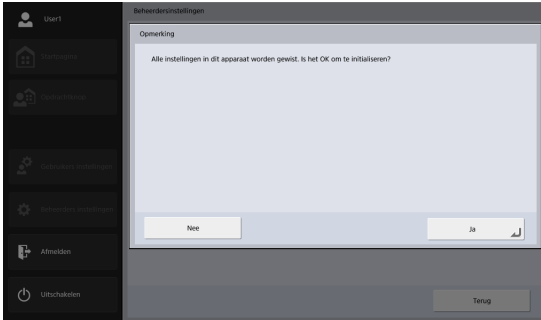 User1
Beheerdersinstellingen
Opmerking
Alle instellingen in dit apparaat worden gewist. Is het OK om te initialiseren?
Nee
Ja
Afmelden
Uitschakelen
Terug